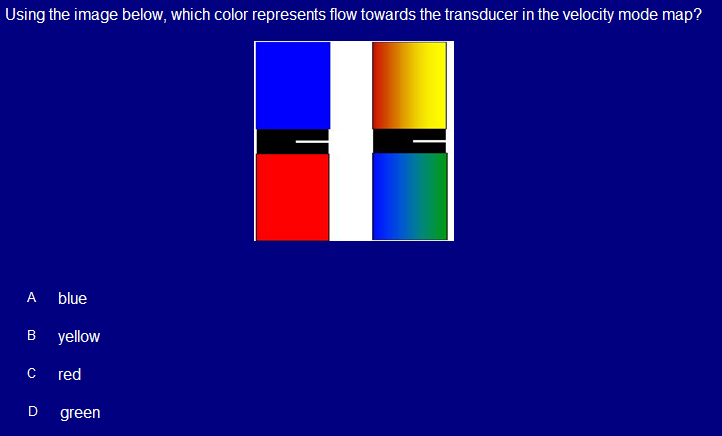 Using the image below, which color represents flow towards the transducer in the velocity mode map?
A blue
B yellow
C red
D green